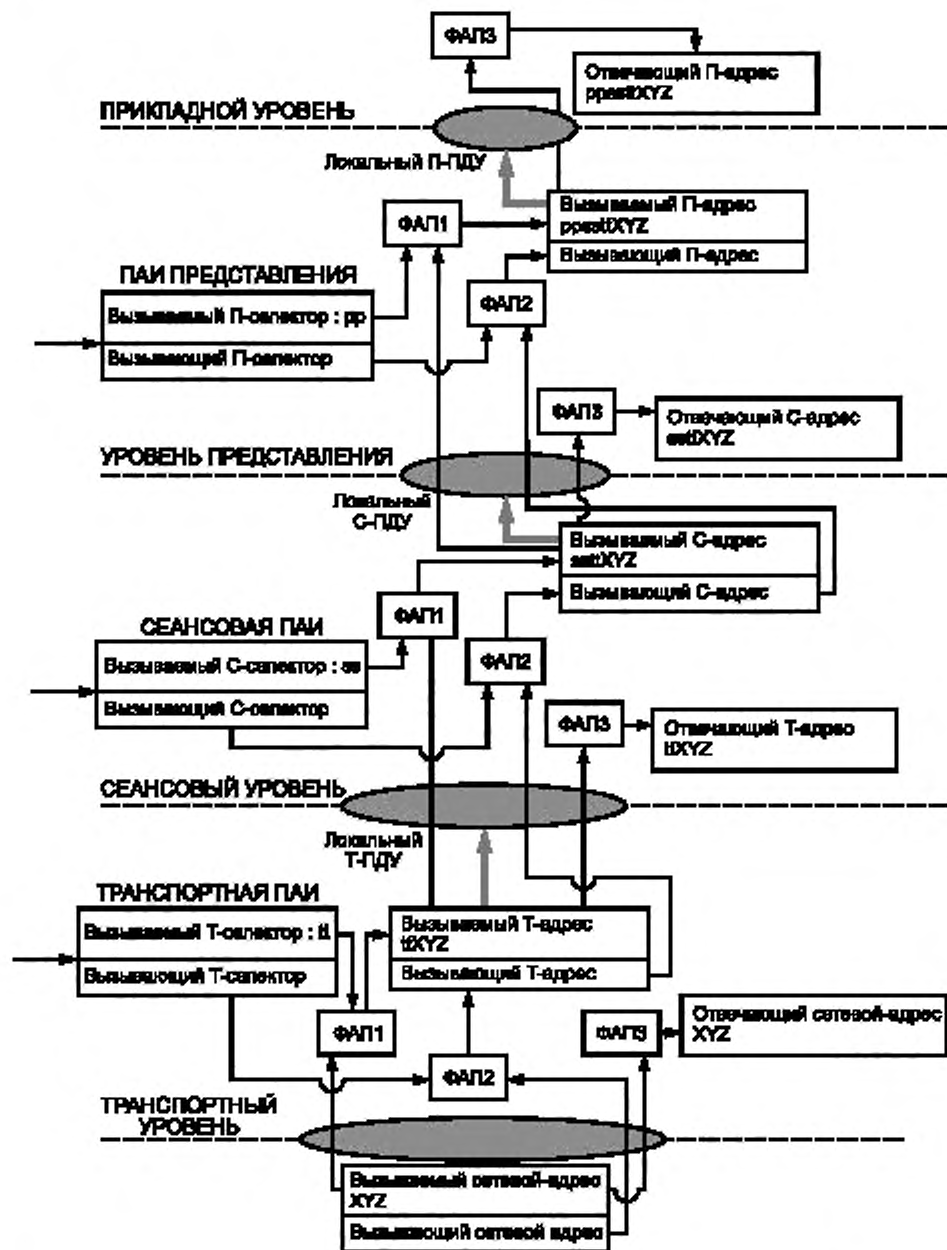 ФАП3
Отвечающий П-адрес
ppssttXYZ
ПРИКЛАДНОЙ УРОВЕНЬ
Локальный П-ПДУ
Вызываемый П-адрес
ppssttXYZ
Вызывающий П-адрес
ФАП1
ФАП2
ПАИ ПРЕДСТАВЛЕНИЯ
Вызываемый П-селектор : pp
Вызывающий П-селектор
ФАП3
Отвечающий С-адрес
ssttXYZ
УРОВЕНЬ ПРЕДСТАВЛЕНИЯ
Локальный
С-ПДУ
Вызываемый С-адрес
ssttXYZ
Вызывающий С-адрес
ФАП1
СЕАНСОВАЯ ПАИ
ФАП2
Вызываемый С-селектор : ss
Вызывающий С-селектор
ФАП3
Отвечающий Т-адрес
ttXYZ
СЕАНСОВЫЙ УРОВЕНЬ
Локальный
Т-ПДУ
ТРАНСПОРТНАЯ ПАИ
Вызываемый Т-селектор : tt
Вызывающий Т-селектор
Вызываемый Т-адрес
ttXYZ
Вызывающий Т-адрес
ФАП1
ФАП2
ФАП3
Отвечающий сетевой-адрес
XYZ
ТРАНСПОРТНЫЙ
УРОВЕНЬ
Вызываемый сетевой-адрес
XYZ
Вызывающий сетевой адрес